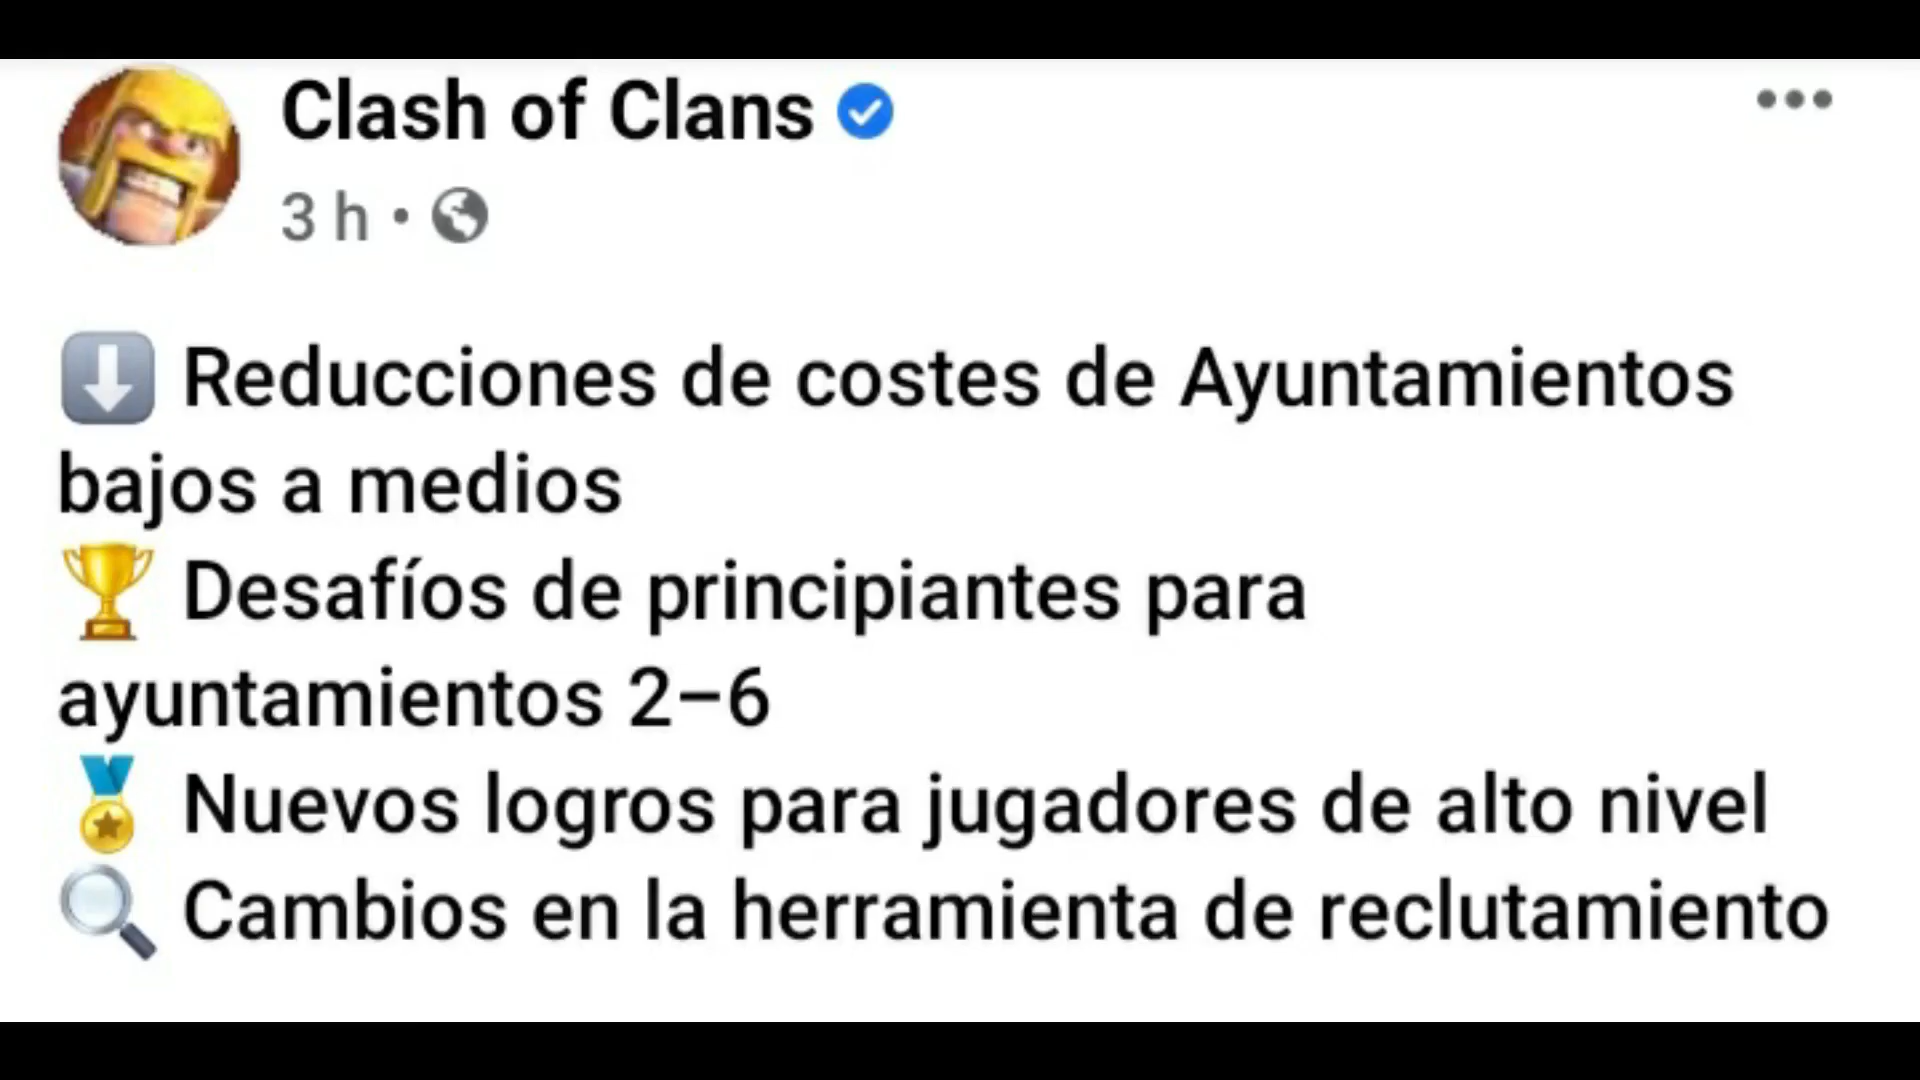 Clash of Clans
3 h •
⬇️ Reducciones de costes de Ayuntamientos
bajos a medios
🏆 Desafíos de principiantes para
ayuntamientos 2–6
🏅 Nuevos logros para jugadores de alto nivel
🔍 Cambios en la herramienta de reclutamiento